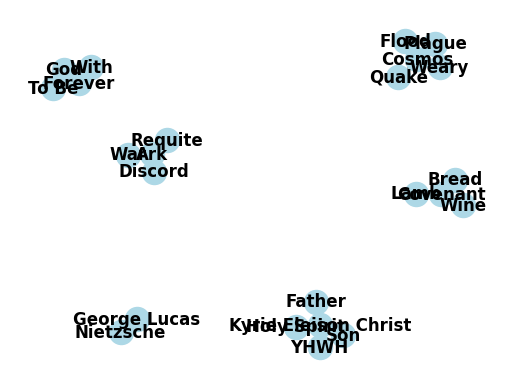 Flood
Plague
Cosmos
Weary
Quake
God
With
Forever
To Be
Requite
War
Ark
Discord
Bread
Lamb
Covenant
Wine
Father
Kyrie Eleison
Holy Spirit
Christ
Son
YHWH
George Lucas
Nietzsche